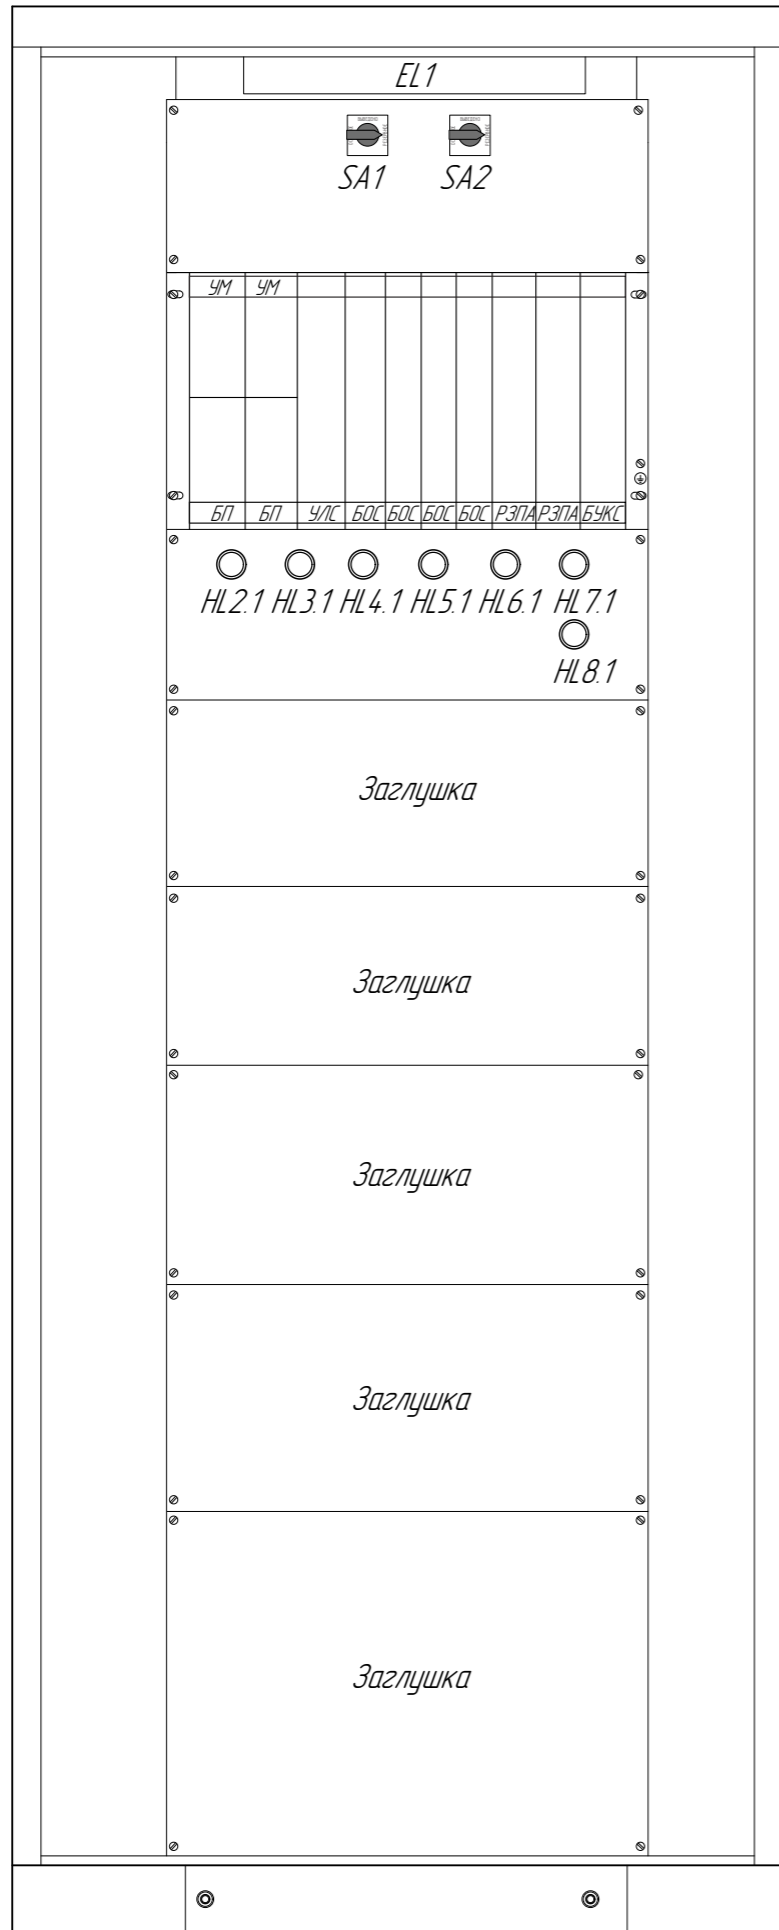 EL1
SA1 SA2
УМ УМ
БП БП УЛС БОС БОС БОС БОС РЗПА РЗПА БУКС
HL2.1 HL3.1 HL4.1 HL5.1 HL6.1 HL7.1
HL8.1
Заглушка
Заглушка
Заглушка
Заглушка
Заглушка